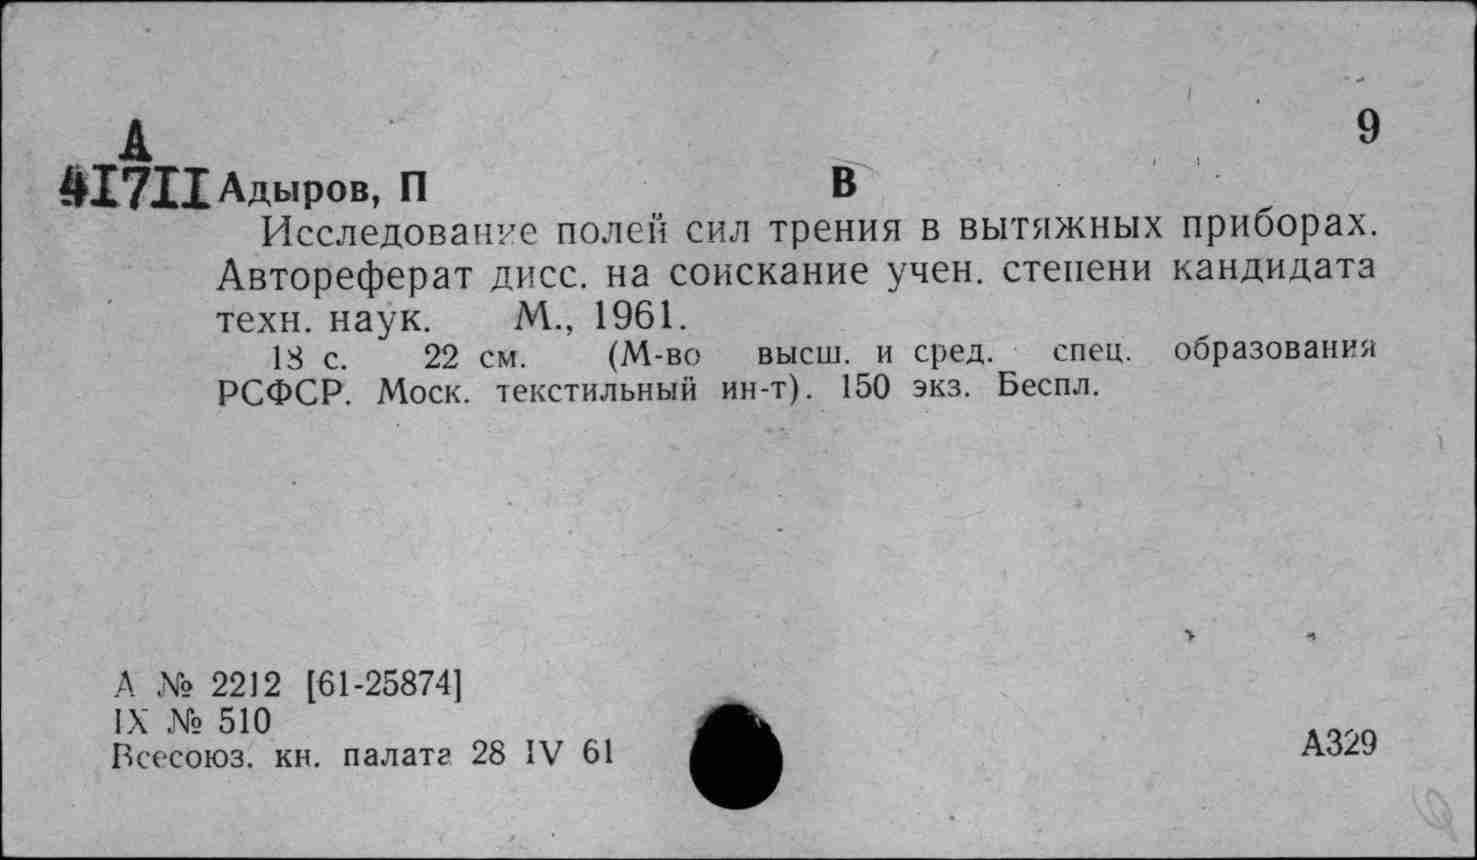 9
А
41711 Адыров, П В
Исследование полей сил трения в вытяжных приборах.
Автореферат дисс. на соискание учен. степени кандидата
техн. наук. М., 1961.
18 с. 22 см. (М-во высш. и сред. спец. образования
РСФСР. Моск. текстильный ин-т). 150 экз. Беспл.
А № 2212 [61-25874]
IX № 510
Всесоюз. кн. палата 28 IV 61
А329